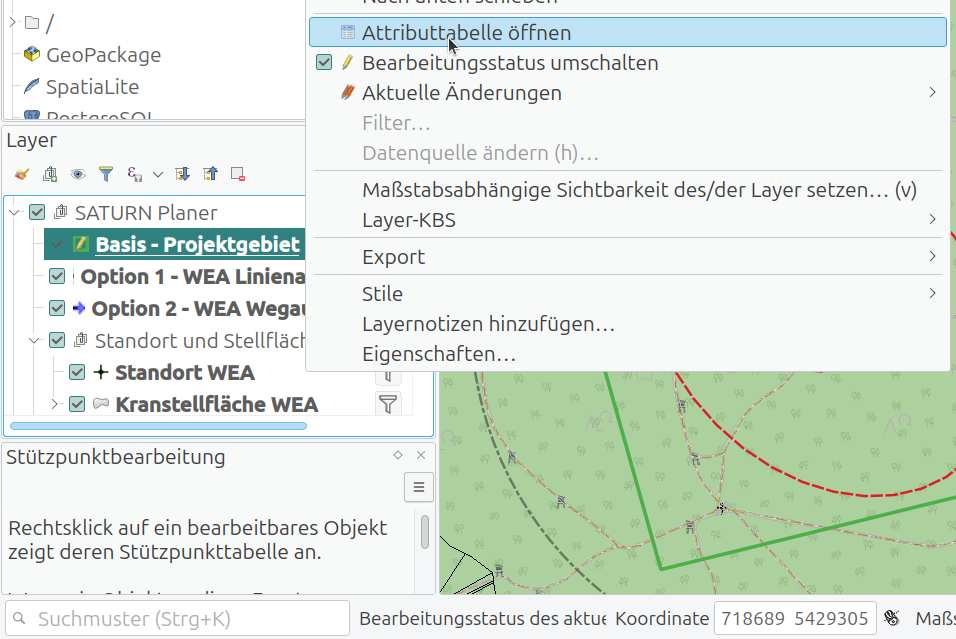 Nach unten schieben
/
GeoPackage
SpatiaLite
PostgreSQL
Attributtabelle öffnen
Bearbeitungsstatus umschalten
Aktuelle Änderungen
Filter…
Datenquelle ändern (h)…
Maßstabsabhängige Sichtbarkeit des/der Layer setzen… (v)
Layer-KBS
Export
Stile
Layernotizen hinzufügen…
Eigenschaften…
Layer
SATURN Planer
Basis - Projektgebiet
Option 1 - WEA Liniena
Option 2 - WEA Wegau
Standort und Stellfläch
Standort WEA
Kranstellfläche WEA
Stützpunktbearbeitung
Rechtsklick auf ein bearbeitbares Objekt
zeigt deren Stützpunkttabelle an.
Suchmuster (Strg+K)
Bearbeitungsstatus des aktue
Koordinate
718689 5429305
Maßs